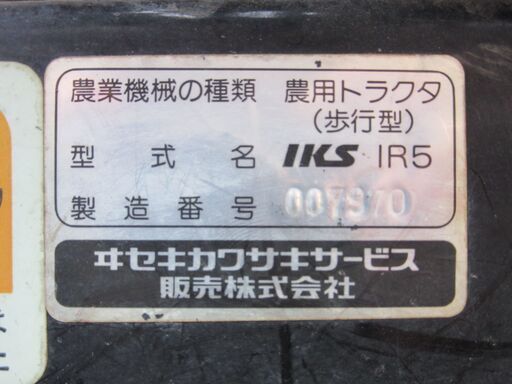 農業機械の種類 農用トラクタ
(歩行型)
型式名 IKS IR5
製造番号 007970
ヰセキカワサキサービス
販売株式会社